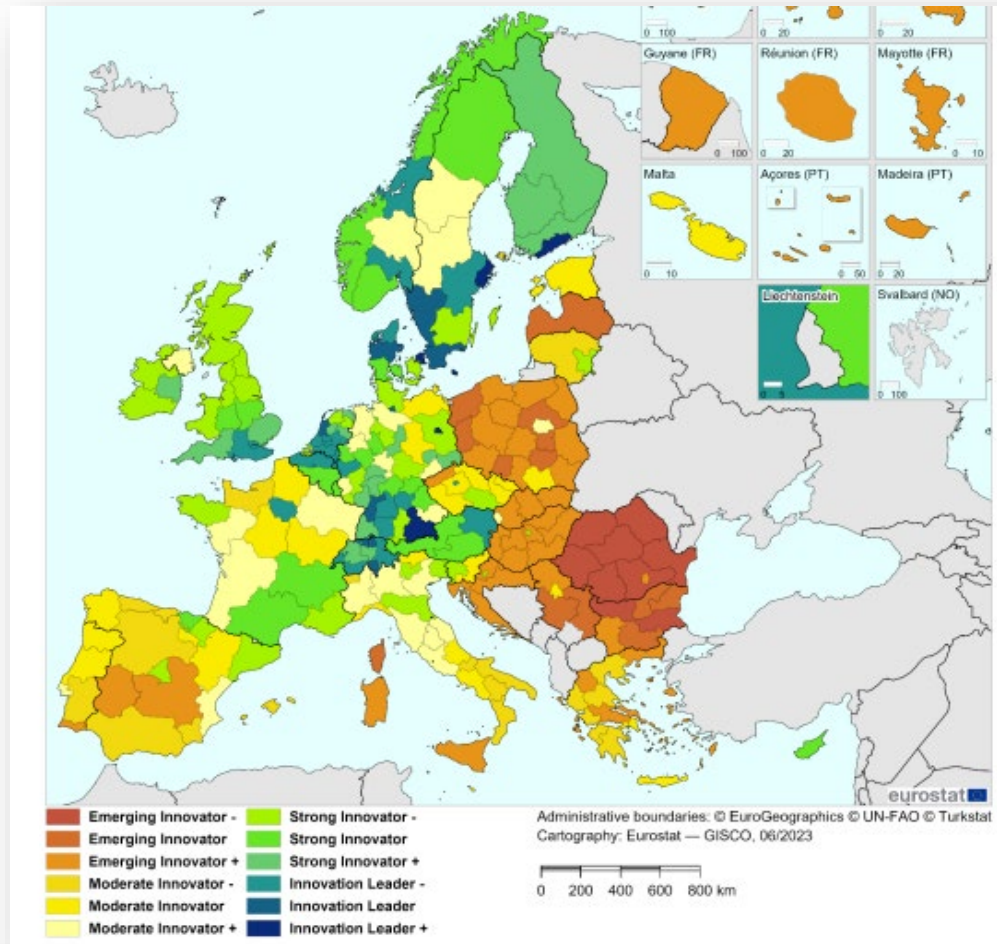 0 100
0 20
0 20
Guyane (FR)
Réunion (FR)
Mayotte (FR)
0 100
0 20
0 10
Malta
Açores (PT)
Madeira (PT)
0 10
0 50
0 20
Liechtenstein
Svalbard (NO)
0 5
0 100
eurostat
Emerging Innovator -
Emerging Innovator
Emerging Innovator +
Moderate Innovator -
Moderate Innovator
Moderate Innovator +
Strong Innovator -
Strong Innovator
Strong Innovator +
Innovation Leader -
Innovation Leader
Innovation Leader +
Administrative boundaries: © EuroGeographics © UN-FAO © Turkstat
Cartography: Eurostat — GISCO, 06/2023
0 200 400 600 800 km